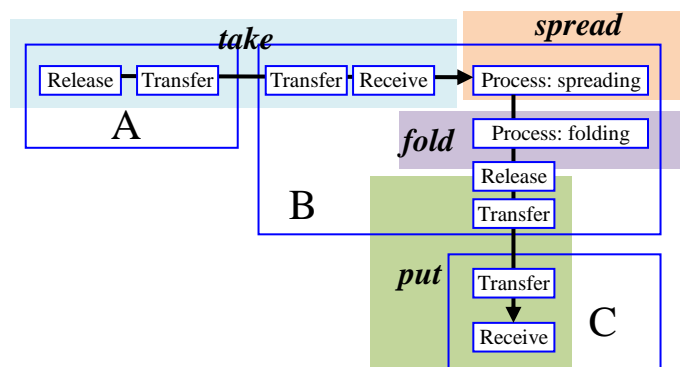 take
spread
Release
Transfer
Transfer
Receive
Process: spreading
A
fold
Process: folding
Release
B
Transfer
put
Transfer
C
Receive